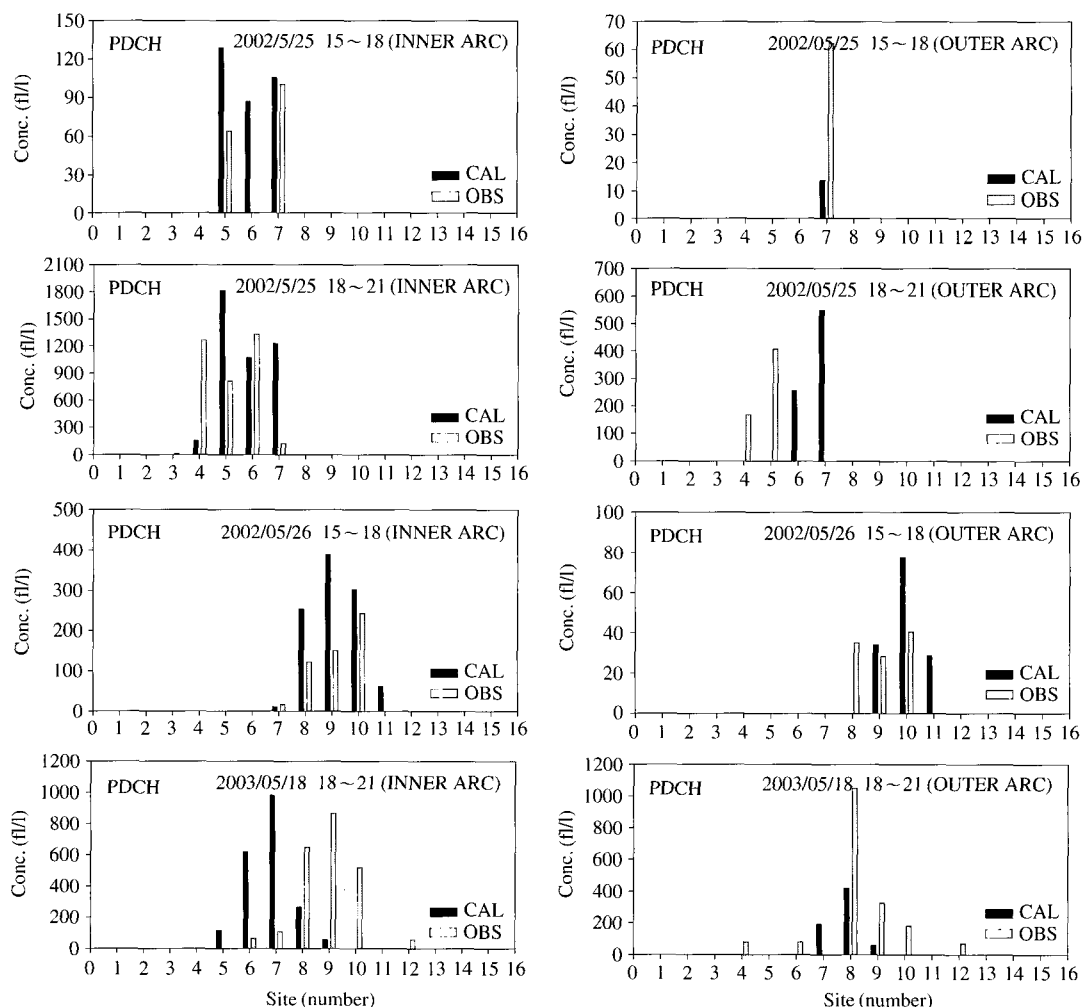 150
120
90
60
30
0
Conc. (fl/l)
PDCH 2002/5/25 15~18 (INNER ARC)
CAL
OBS
0 1 2 3 4 5 6 7 8 9 10 11 12 13 14 15 16
70
60
50
40
30
20
10
0
Conc. (fl/l)
PDCH 2002/05/25 15~18 (OUTER ARC)
CAL
OBS
0 1 2 3 4 5 6 7 8 9 10 11 12 13 14 15 16
2100
1800
1500
1200
900
600
300
0
Conc. (fl/l)
PDCH 2002/5/25 18~21 (INNER ARC)
CAL
OBS
0 1 2 3 4 5 6 7 8 9 10 11 12 13 14 15 16
700
600
500
400
300
200
100
0
Conc. (fl/l)
PDCH 2002/05/25 18~21 (OUTER ARC)
CAL
OBS
0 1 2 3 4 5 6 7 8 9 10 11 12 13 14 15 16
500
400
300
200
100
0
Conc. (fl/l)
PDCH 2002/05/26 15~18 (INNER ARC)
CAL
OBS
0 1 2 3 4 5 6 7 8 9 10 11 12 13 14 15 16
100
80
60
40
20
0
Conc. (fl/l)
PDCH 2002/05/26 15~18 (OUTER ARC)
CAL
OBS
0 1 2 3 4 5 6 7 8 9 10 11 12 13 14 15 16
1000
800
600
400
200
0
Conc. (fl/l)
PDCH 2003/05/18 18~21 (INNER ARC)
CAL
OBS
0 1 2 3 4 5 6 7 8 9 10 11 12 13 14 15 16
Site (number)
1200
1000
800
600
400
200
0
Conc. (fl/l)
PDCH 2003/05/18 18~21 (OUTER ARC)
CAL
OBS
0 1 2 3 4 5 6 7 8 9 10 11 12 13 14 15 16
Site (number)